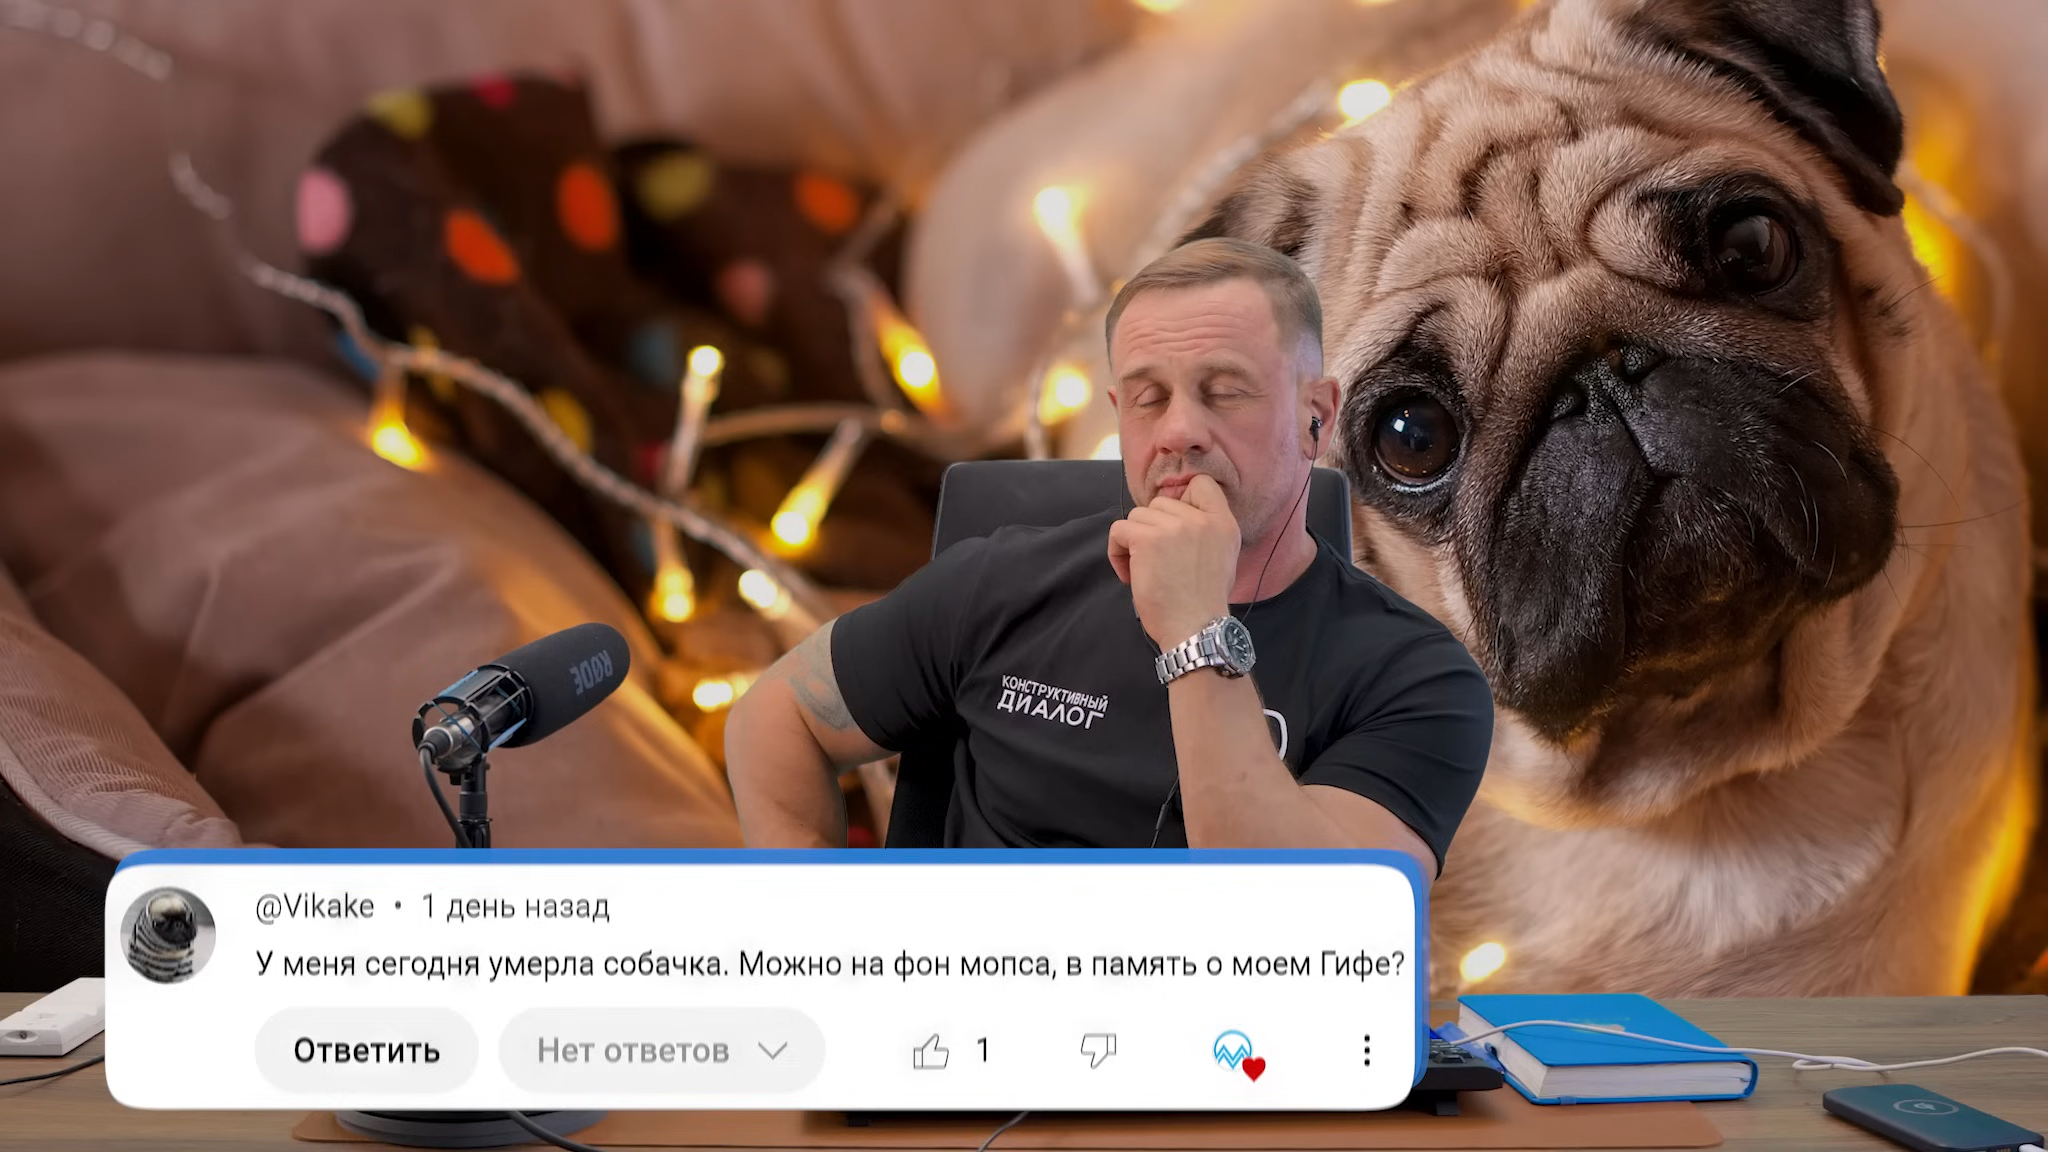 RØDE
КОНСТРУКТИВНЫЙ
ДИАЛОГ
@Vikake • 1 день назад
У меня сегодня умерла собачка. Можно на фон мопса, в память о моем Гифе?
Ответить
Нет ответов
1